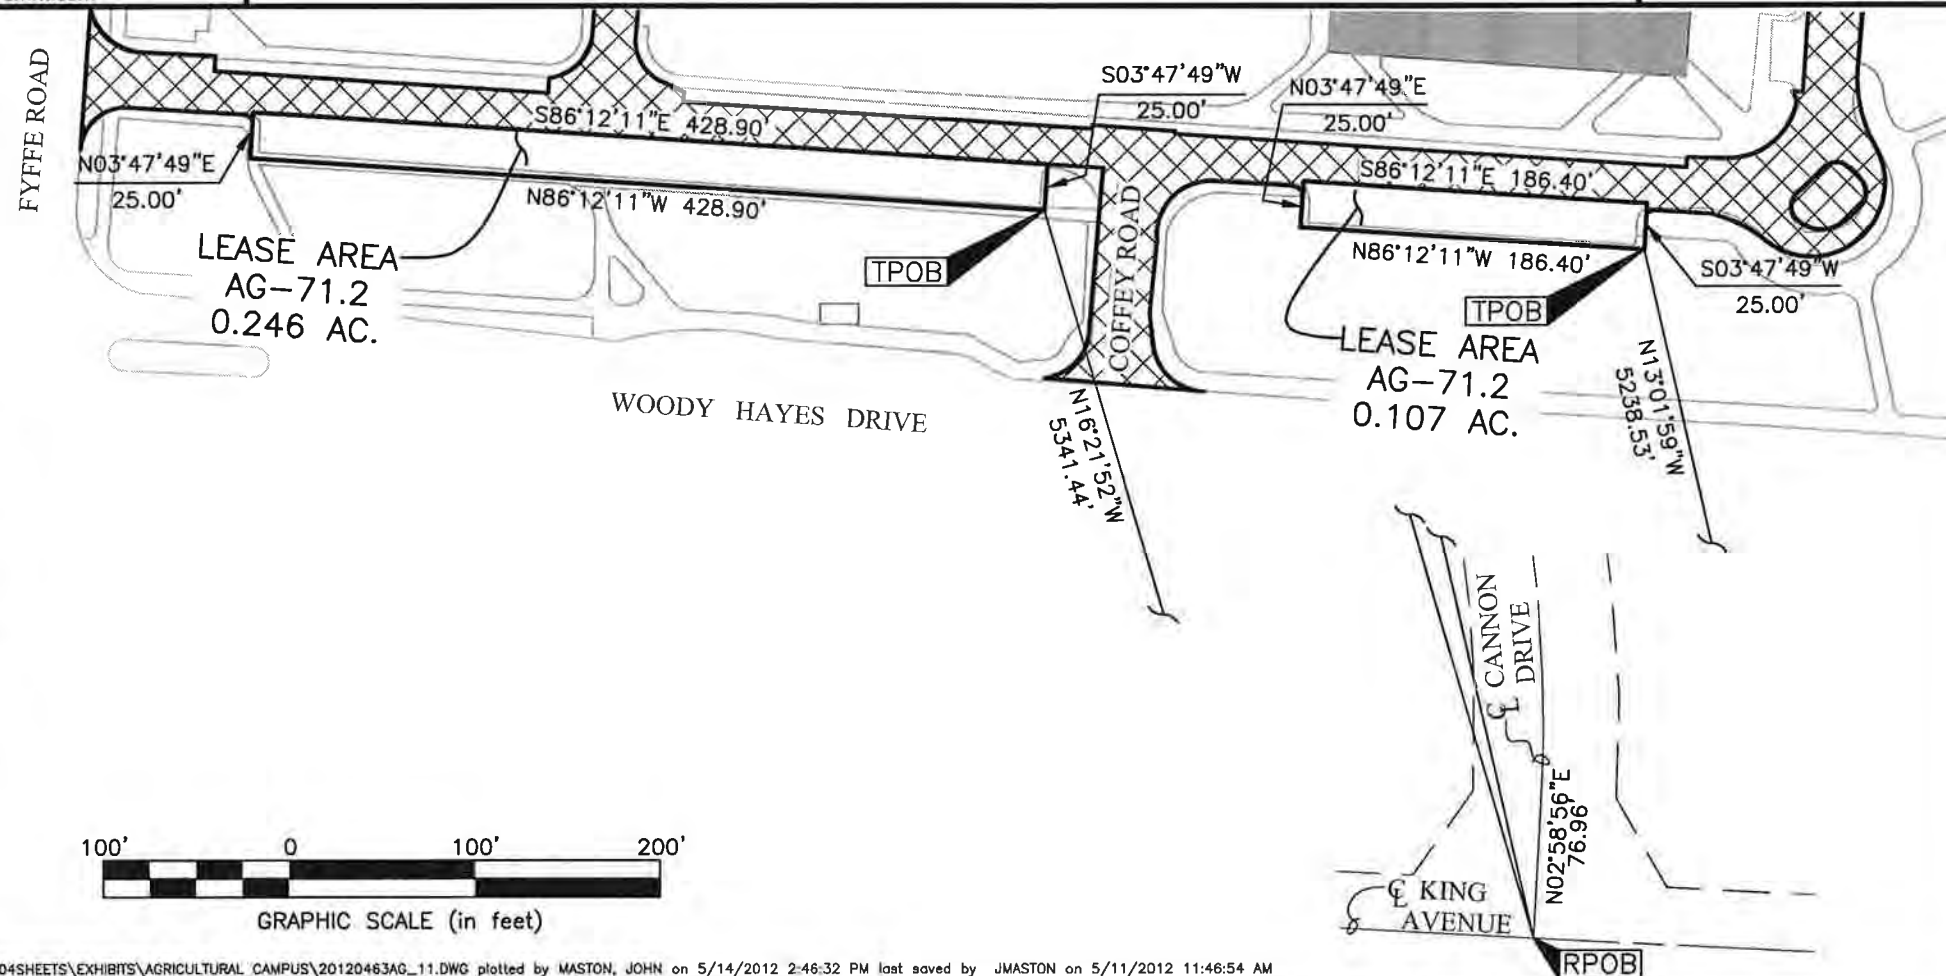 FYFFE ROAD
S03°47'49"W
25.00'
N03°47'49"E
25.00'
S86°12'11"E 428.90'
N03°47'49"E
25.00'
N86°12'11"W 428.90'
S86°12'11"E 186.40'
COFFEY ROAD
LEASE AREA
AG-71.2
0.246 AC.
TPOB
N86°12'11"W 186.40'
S03°47'49"W
25.00'
TPOB
LEASE AREA
AG-71.2
0.107 AC.
N13°01'59"W
5238.53'
WOODY HAYES DRIVE
N16°21'52"W
5341.44'
℄ CANNON
DRIVE
N02°58'56"E
76.96'
℄ KING
AVENUE
RPOB
100' 0 100' 200'
GRAPHIC SCALE (in feet)
04SHEETS\EXHIBITS\AGRICULTURAL CAMPUS\20120463AG_11.DWG plotted by MASTON, JOHN on 5/14/2012 2:46:32 PM last saved by JMASTON on 5/11/2012 11:46:54 AM